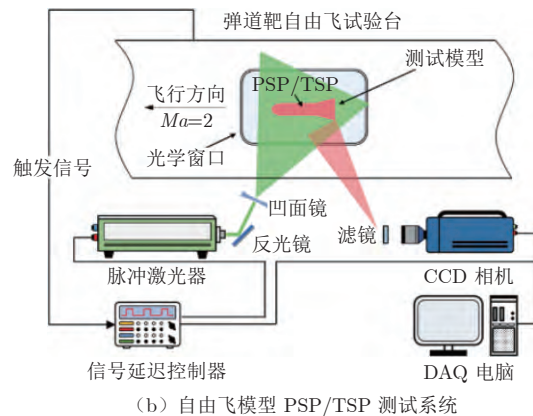 弹道靶自由飞试验台
测试模型
PSP/TSP
飞行方向
Ma=2
光学窗口
触发信号
凹面镜
反光镜
滤镜
脉冲激光器
CCD 相机
信号延迟控制器
DAQ 电脑
(b) 自由飞模型 PSP/TSP 测试系统